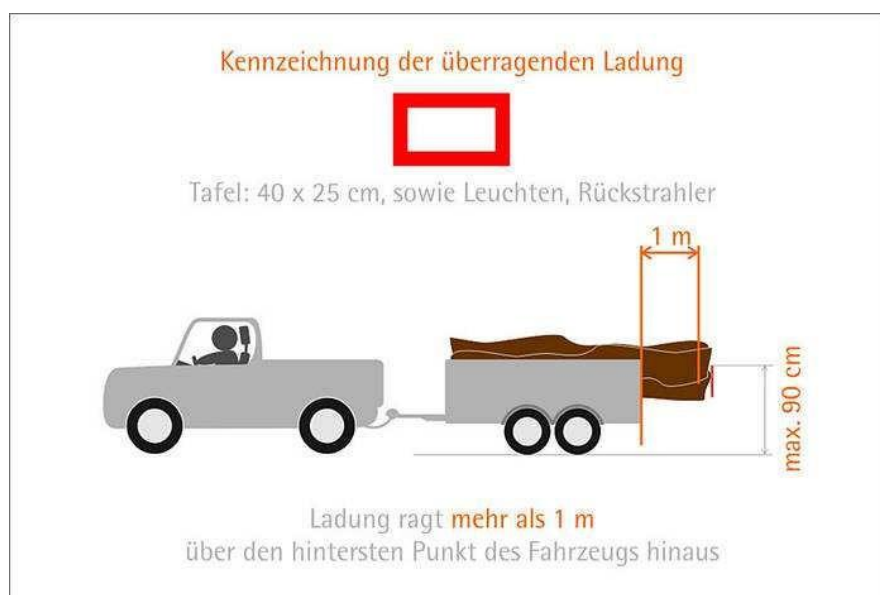 Kennzeichnung der überragenden Ladung
Tafel: 40 x 25 cm, sowie Leuchten, Rückstrahler
1 m
max. 90 cm
Ladung ragt mehr als 1 m
über den hintersten Punkt des Fahrzeugs hinaus